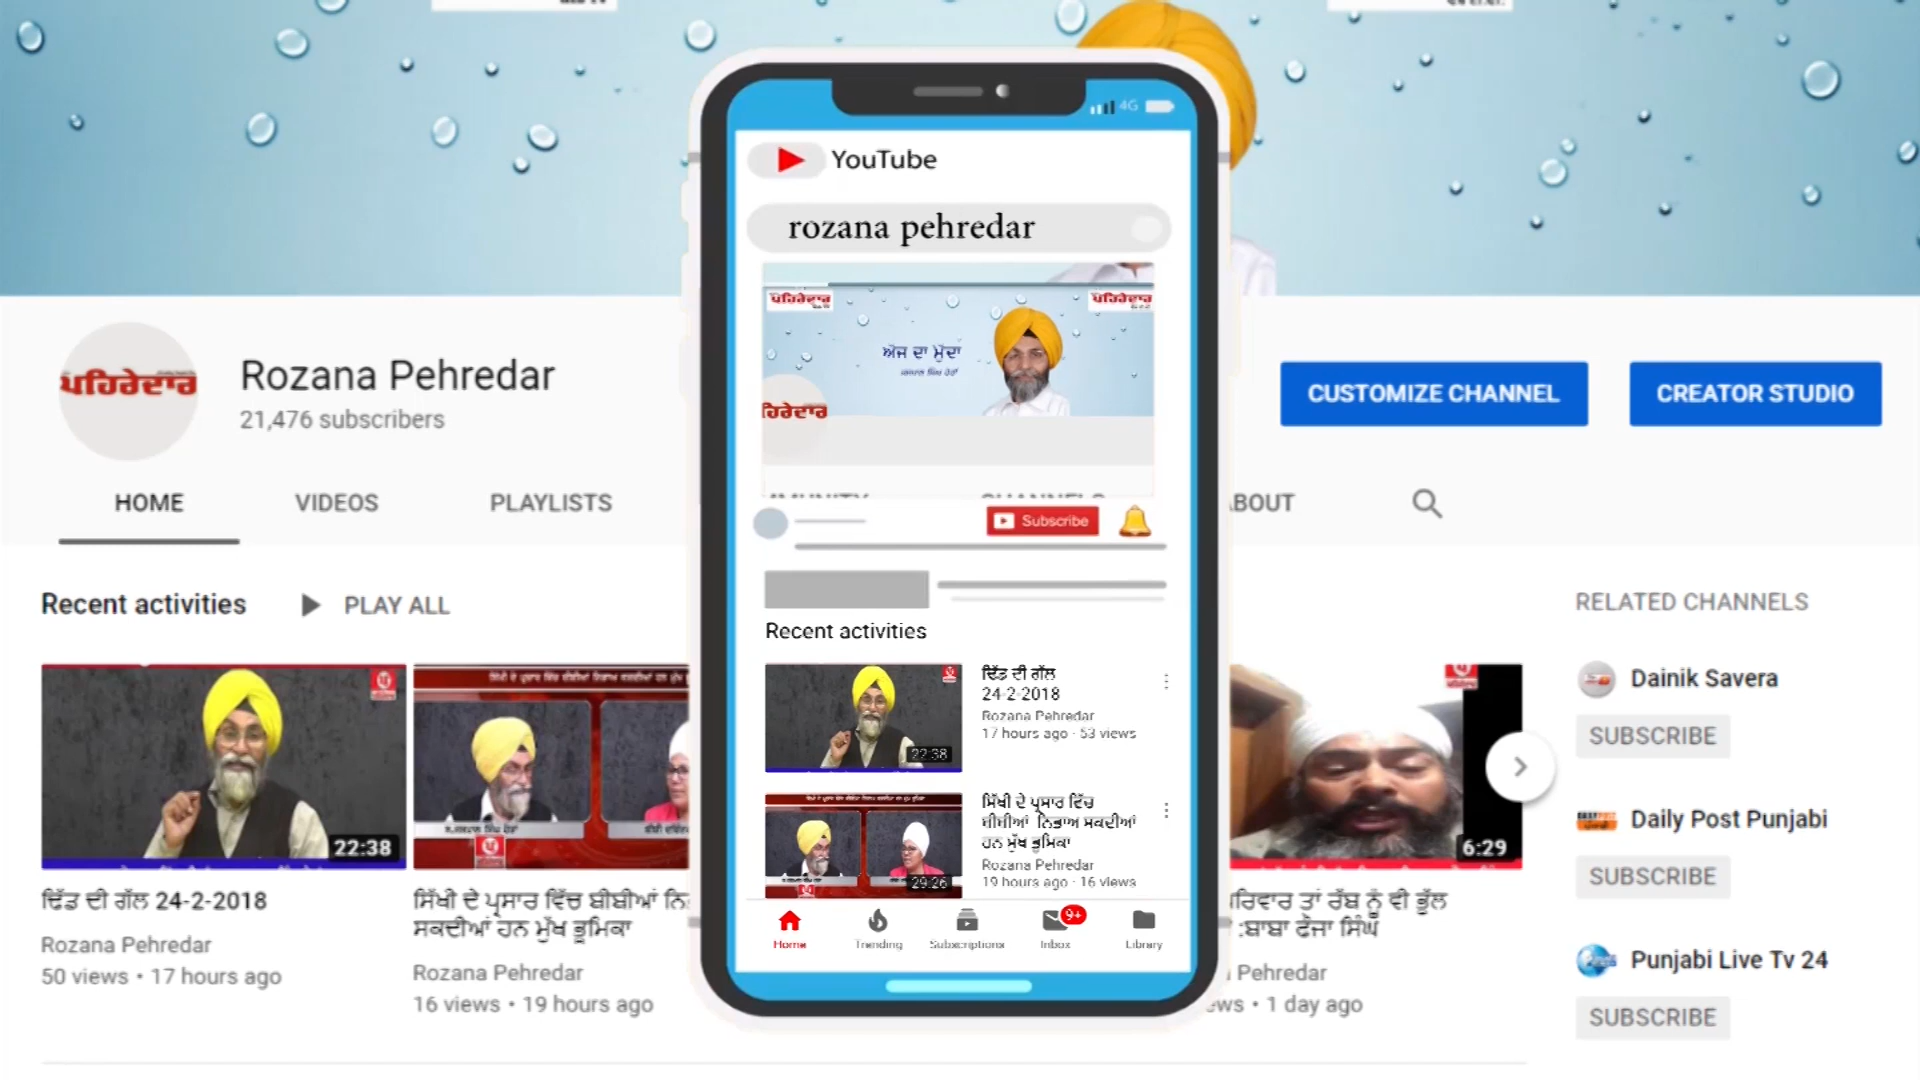 4G
YouTube
rozana pehredar
ਪਹਿਰੇਦਾਰ
ਪਹਿਰੇਦਾਰ
ਅੱਜ ਦਾ ਮੁੱਦਾ
ਹਿਰੇਦਾਰ
Subscribe
Recent activities
ਢਿੱਡ ਦੀ ਗੱਲ
24-2-2018
Rozana Pehredar
17 hours ago · 53 views
22:38
ਸਿੱਖੀ ਦੇ ਪ੍ਰਸਾਰ ਵਿੱਚ
ਬੀਬੀਆਂ ਨਿਭਾਅ ਸਕਦੀਆਂ
ਹਨ ਮੁੱਖ ਭੂਮਿਕਾ
Rozana Pehredar
19 hours ago · 16 views
29:26
Home
Trending
Subscriptions
9+
Inbox
Library
ਪਹਿਰੇਦਾਰ
Rozana Pehredar
21,476 subscribers
CUSTOMIZE CHANNEL
CREATOR STUDIO
HOME
VIDEOS
PLAYLISTS
ABOUT
Recent activities
PLAY ALL
22:38
ਢਿੱਡ ਦੀ ਗੱਲ 24-2-2018
Rozana Pehredar
50 views • 17 hours ago
ਸਿੱਖੀ ਦੇ ਪ੍ਰਸਾਰ ਵਿੱਚ ਬੀਬੀਆਂ ਨਿ
ਸਕਦੀਆਂ ਹਨ ਮੁੱਖ ਭੂਮਿਕਾ
Rozana Pehredar
16 views • 19 hours ago
6:29
ਰਿਵਾਰ ਤਾਂ ਰੱਬ ਨੂੰ ਵੀ ਭੁੱਲ
:ਬਾਬਾ ਫੌਜਾ ਸਿੰਘ
Pehredar
ews • 1 day ago
RELATED CHANNELS
Dainik Savera
SUBSCRIBE
Daily Post Punjabi
SUBSCRIBE
Punjabi Live Tv 24
SUBSCRIBE